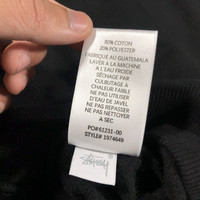 80% COTON
20% POLYESTER
FABRIQUÉ AU GUATEMALA
LAVER À LA MACHINE
À L'EAU FROIDE
SÉCHAGE PAR
CULBUTAGE À
CHALEUR FAIBLE
NE PAS UTILISER
D'EAU DE JAVEL
NE PAS REPASSER
NE PAS NETTOYER
À-SEC
PO#61231-00
STYLE# 1974649